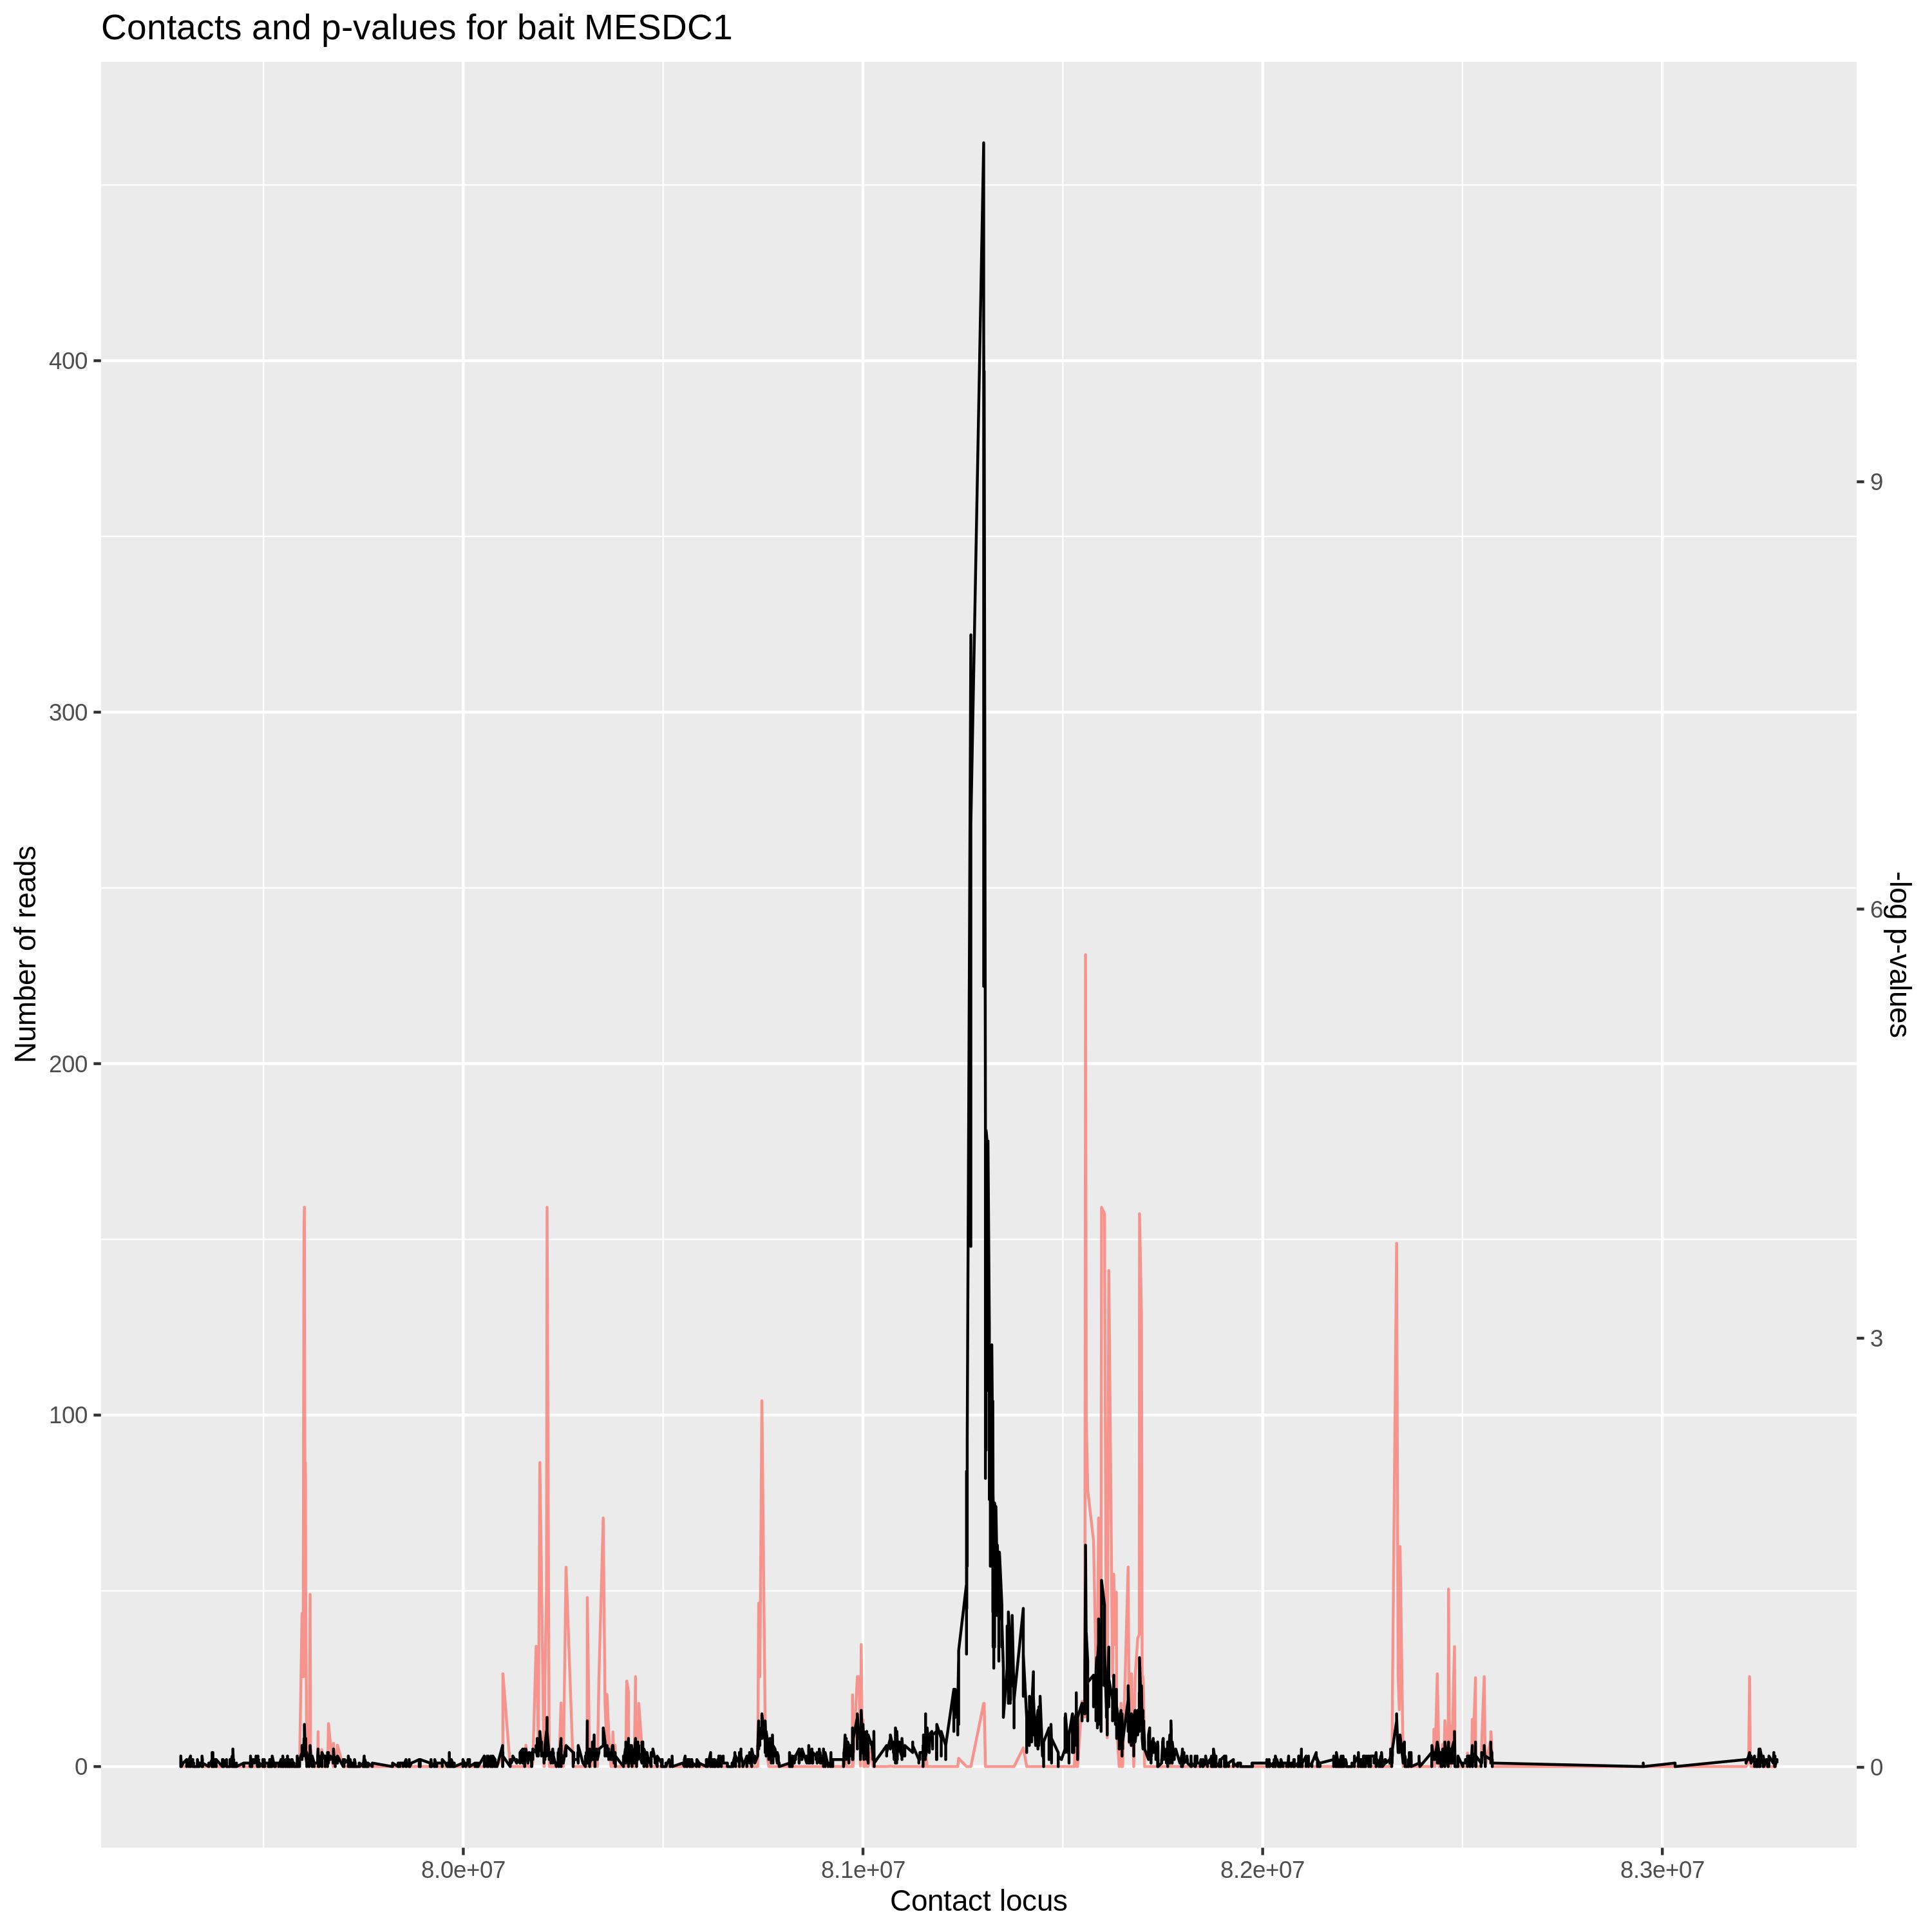 Contacts and p-values for bait MESDC1
Number of reads
400
300
200
100
0
9
6
3
0
-log p-values
8.0e+07 8.1e+07 8.2e+07 8.3e+07
Contact locus